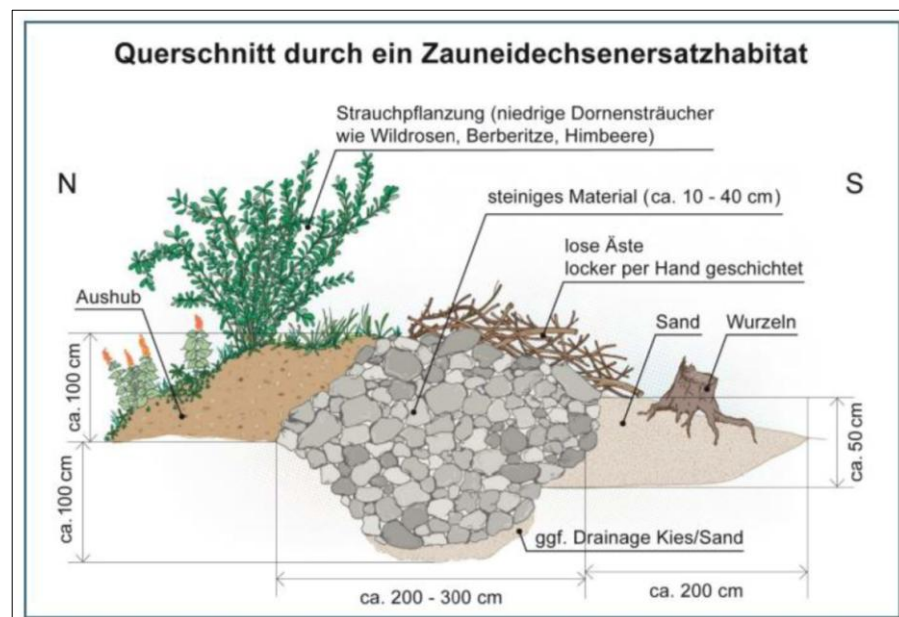 Querschnitt durch ein Zauneidechsenersatzhabitat
Strauchpflanzung (niedrige Dornensträucher
wie Wildrosen, Berberitze, Himbeere)
N
S
steiniges Material (ca. 10 - 40 cm)
lose Äste
locker per Hand geschichtet
Aushub
Sand
Wurzeln
ca. 100 cm
ca. 50 cm
ca. 100 cm
ggf. Drainage Kies/Sand
ca. 200 - 300 cm
ca. 200 cm